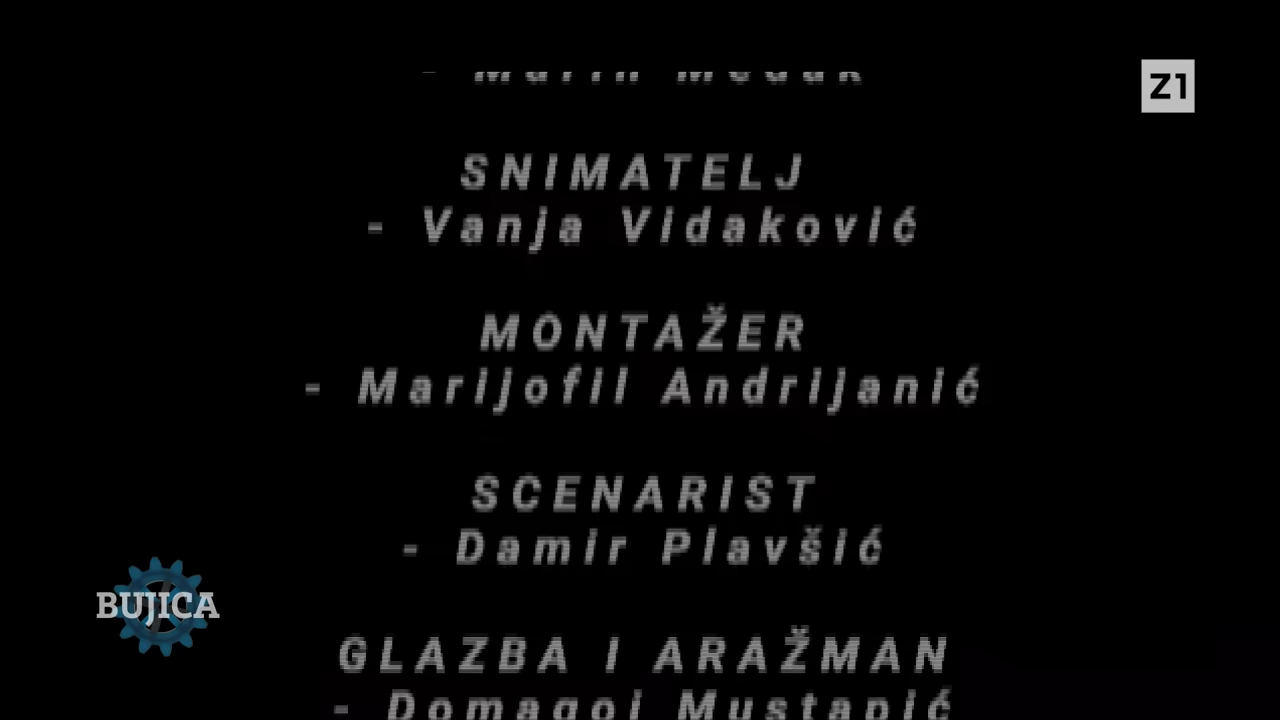 Z1
SNIMATELJ
- Vanja Vidaković
MONTAŽER
- Marijofil Andrijanić
SCENARIST
- Damir Plavšić
BUJICA
GLAZBA I ARAŽMAN
- Domagoj Mustapić